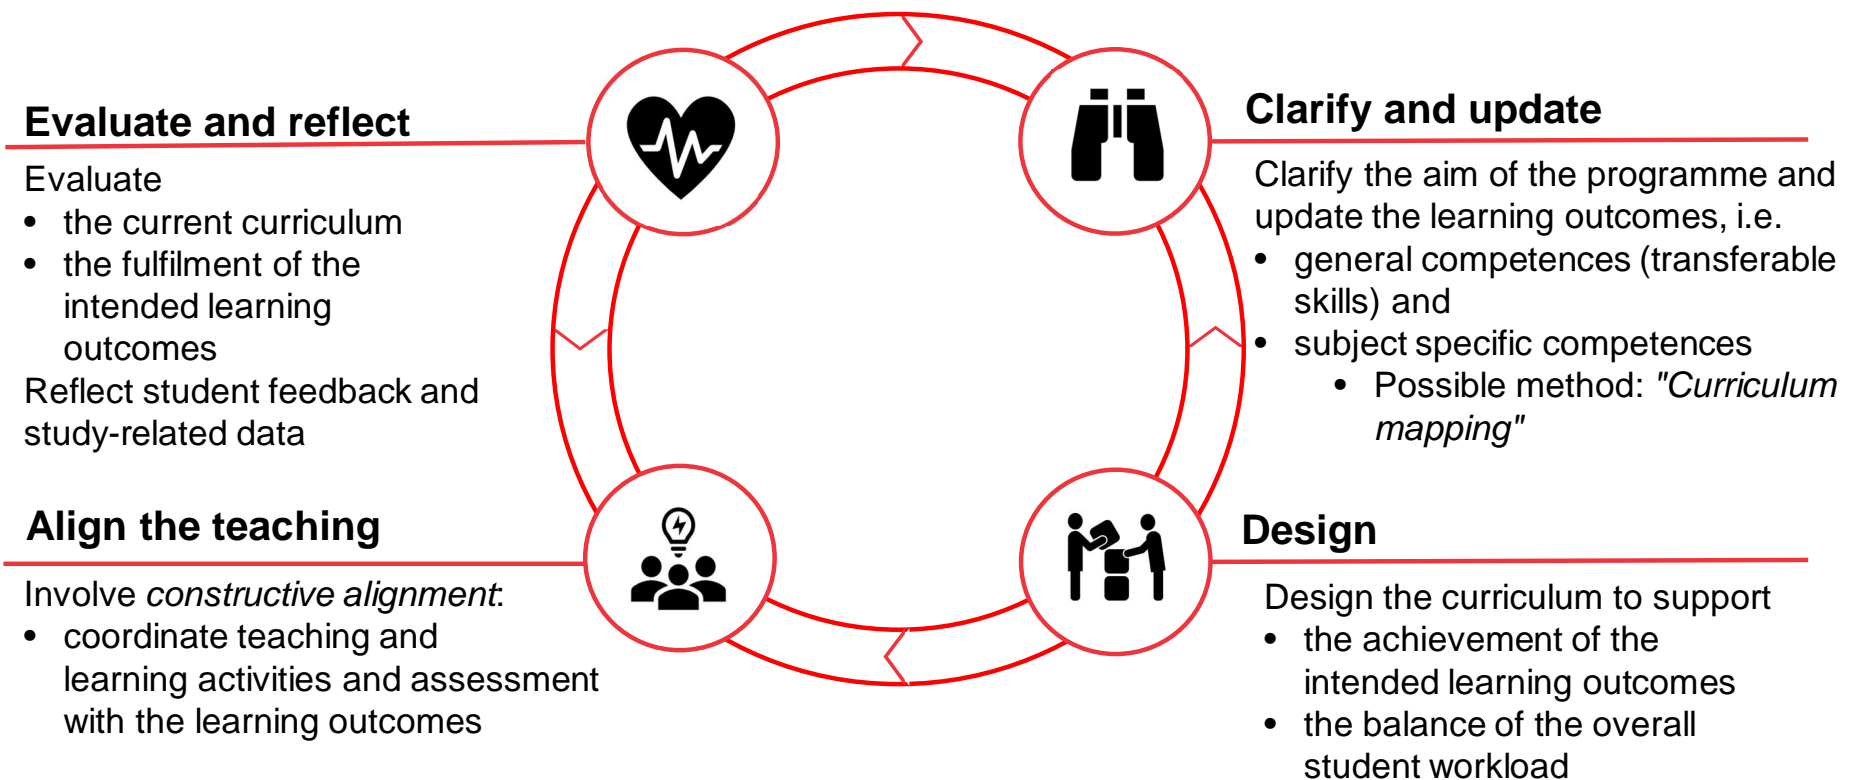 Evaluate and reflect
Evaluate
• the current curriculum
• the fulfilment of the
intended learning
outcomes
Reflect student feedback and
study-related data
Clarify and update
Clarify the aim of the programme and
update the learning outcomes, i.e.
• general competences (transferable
skills) and
• subject specific competences
• Possible method: "Curriculum
mapping"
Align the teaching
Involve constructive alignment:
• coordinate teaching and
learning activities and assessment
with the learning outcomes
Design
Design the curriculum to support
• the achievement of the
intended learning outcomes
• the balance of the overall
student workload